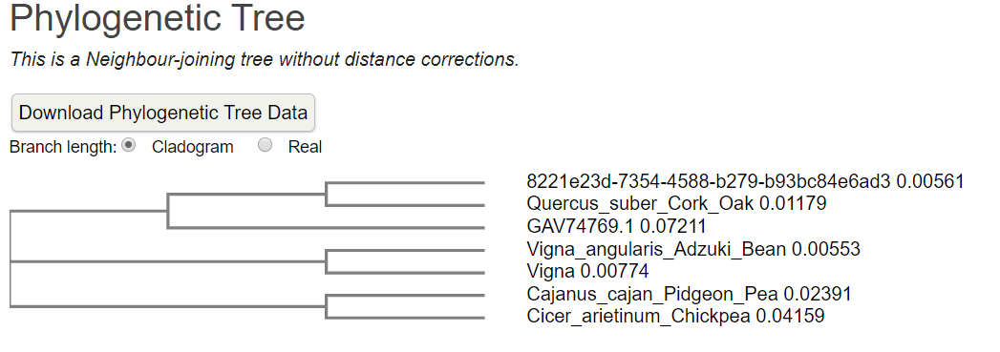 Phylogenetic Tree
This is a Neighbour-joining tree without distance corrections.
Download Phylogenetic Tree Data
Branch length: Cladogram Real
8221e23d-7354-4588-b279-b93bc84e6ad3 0.00561
Quercus_suber_Cork_Oak 0.01179
GAV74769.1 0.07211
Vigna_angularis_Adzuki_Bean 0.00553
Vigna 0.00774
Cajanus_cajan_Pidgeon_Pea 0.02391
Cicer_arietinum_Chickpea 0.04159